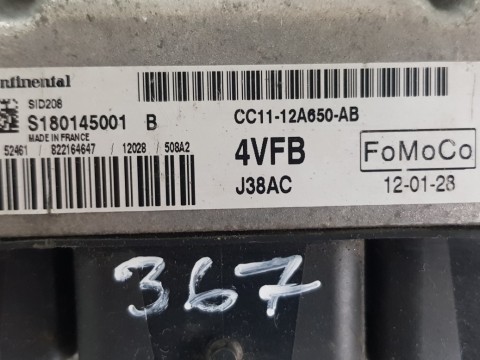 ontinental
SID208
S180145001 B
MADE IN FRANCE
52461 / 822164647 / 12028 / 508A2
CC11-12A650-AB
4VFB
FoMoCo
J38AC
12-01-28
367